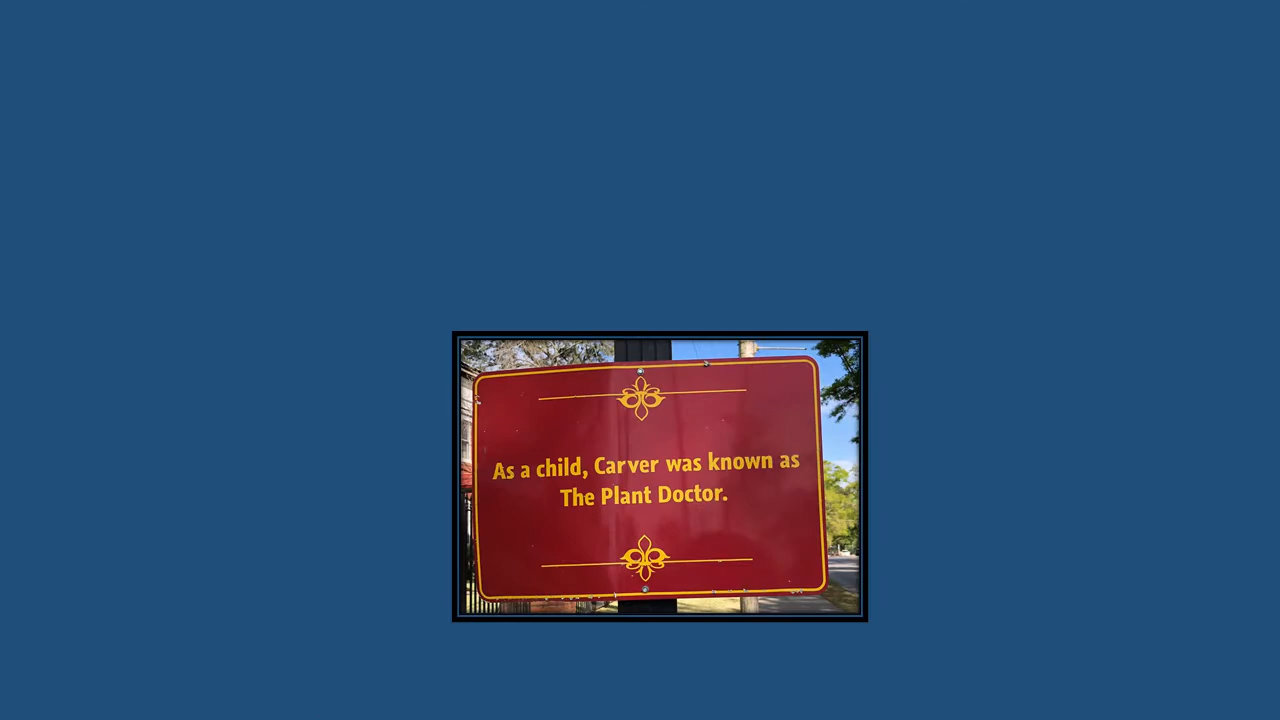 As a child, Carver was known as
The Plant Doctor.